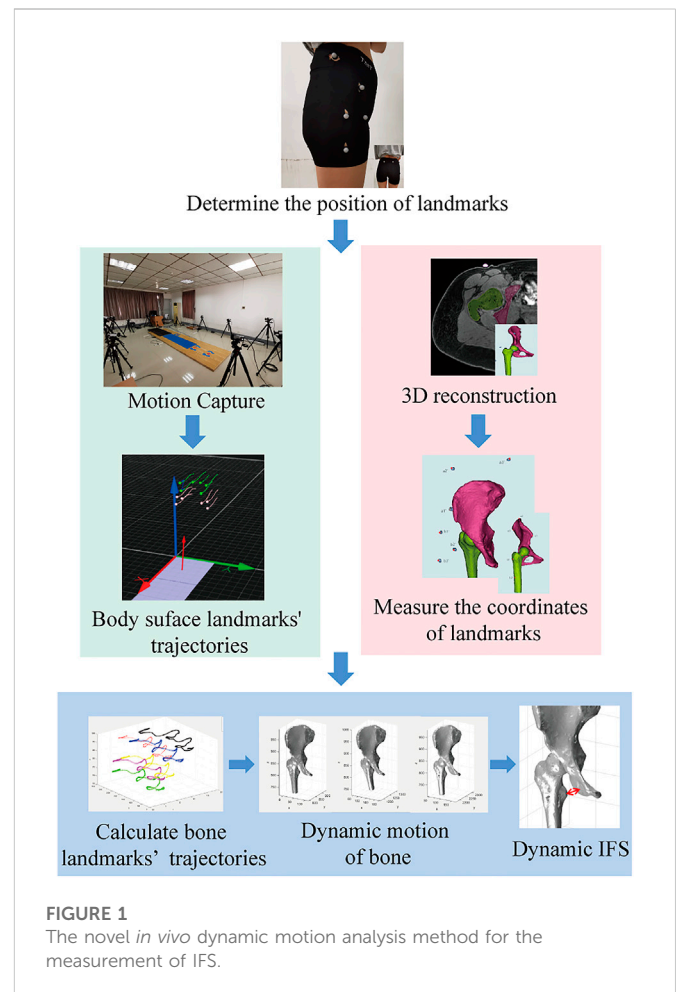 Determine the position of landmarks
Motion Capture
Body suface landmarks'
trajectories
3D reconstruction
Measure the coordinates
of landmarks
Calculate bone
landmarks’ trajectories
Dynamic motion
of bone
Dynamic IFS
FIGURE 1
The novel in vivo dynamic motion analysis method for the
measurement of IFS.